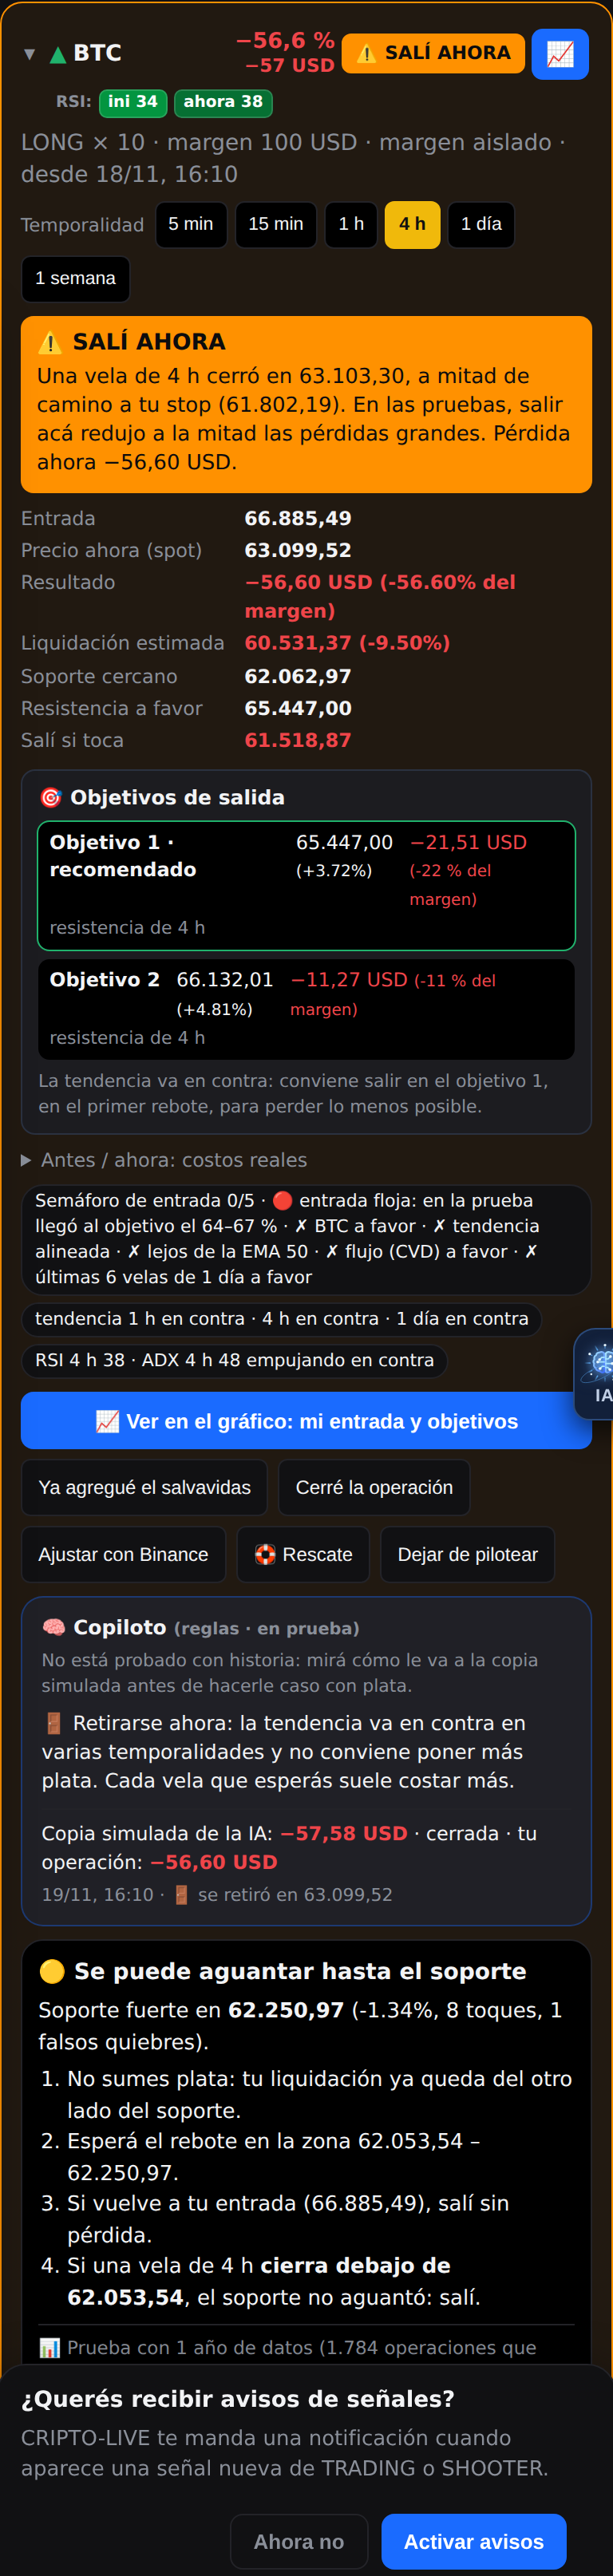 ▼ ▲ BTC −56,6 % −57 USD ⚠️ SALÍ AHORA 📈
RSI: ini 34 ahora 38
LONG × 10 · margen 100 USD · margen aislado ·
desde 18/11, 16:10
Temporalidad 5 min 15 min 1 h 4 h 1 día
1 semana
⚠️ SALÍ AHORA
Una vela de 4 h cerró en 63.103,30, a mitad de
camino a tu stop (61.802,19). En las pruebas, salir
acá redujo a la mitad las pérdidas grandes. Pérdida
ahora −56,60 USD.
Entrada 66.885,49
Precio ahora (spot) 63.099,52
Resultado −56,60 USD (-56.60% del
margen)
Liquidación estimada 60.531,37 (-9.50%)
Soporte cercano 62.062,97
Resistencia a favor 65.447,00
Salí si toca 61.518,87
🎯 Objetivos de salida
Objetivo 1 · 65.447,00 −21,51 USD
recomendado (+3.72%) (-22 % del
margen)
resistencia de 4 h
Objetivo 2 66.132,01 −11,27 USD (-11 % del
(+4.81%) margen)
resistencia de 4 h
La tendencia va en contra: conviene salir en el objetivo 1,
en el primer rebote, para perder lo menos posible.
▶ Antes / ahora: costos reales
Semáforo de entrada 0/5 · 🔴 entrada floja: en la prueba
llegó al objetivo el 64–67 % · ✗ BTC a favor · ✗ tendencia
alineada · ✗ lejos de la EMA 50 · ✗ flujo (CVD) a favor · ✗
últimas 6 velas de 1 día a favor
tendencia 1 h en contra · 4 h en contra · 1 día en contra
RSI 4 h 38 · ADX 4 h 48 empujando en contra
IA
📈 Ver en el gráfico: mi entrada y objetivos
Ya agregué el salvavidas Cerré la operación
Ajustar con Binance 🛟 Rescate Dejar de pilotear
🧠 Copiloto (reglas · en prueba)
No está probado con historia: mirá cómo le va a la copia
simulada antes de hacerle caso con plata.
🚪 Retirarse ahora: la tendencia va en contra en
varias temporalidades y no conviene poner más
plata. Cada vela que esperás suele costar más.
Copia simulada de la IA: −57,58 USD · cerrada · tu
operación: −56,60 USD
19/11, 16:10 · 🚪 se retiró en 63.099,52
🟡 Se puede aguantar hasta el soporte
Soporte fuerte en 62.250,97 (-1.34%, 8 toques, 1
falsos quiebres).
1. No sumes plata: tu liquidación ya queda del otro
lado del soporte.
2. Esperá el rebote en la zona 62.053,54 –
62.250,97.
3. Si vuelve a tu entrada (66.885,49), salí sin
pérdida.
4. Si una vela de 4 h cierra debajo de
62.053,54, el soporte no aguantó: salí.
📊 Prueba con 1 año de datos (1.784 operaciones que
¿Querés recibir avisos de señales?
CRIPTO-LIVE te manda una notificación cuando
aparece una señal nueva de TRADING o SHOOTER.
Ahora no Activar avisos